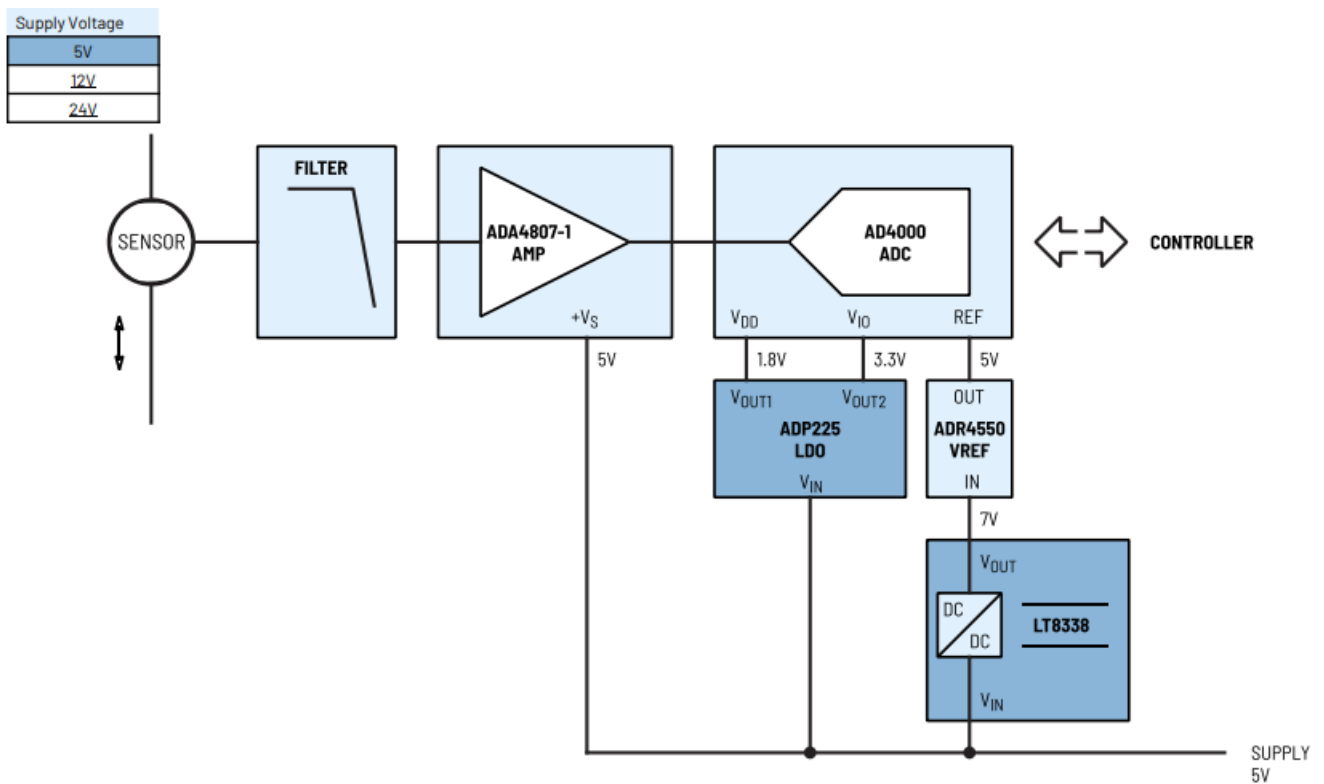 Supply Voltage
5V
12V
24V
SENSOR
FILTER
ADA4807-1
AMP
+VS
5V
AD4000
ADC
VDD
VIO
REF
CONTROLLER
1.8V
3.3V
5V
VOUT1
VOUT2
ADP225
LDO
VIN
OUT
ADR4550
VREF
IN
7V
VOUT
DC
DC
LT8338
VIN
SUPPLY
5V